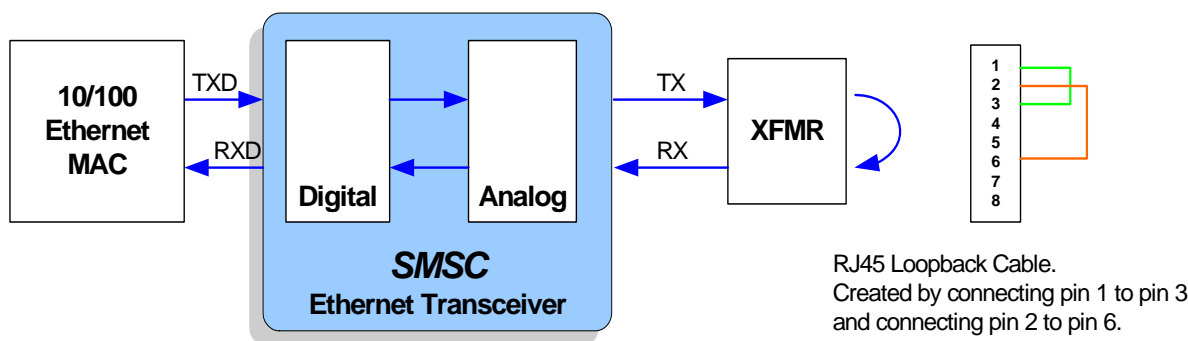 10/100
Ethernet
MAC
TXD
RXD
Digital
Analog
SMSC
Ethernet Transceiver
TX
RX
XFMR
1
2
3
4
5
6
7
8
RJ45 Loopback Cable.
Created by connecting pin 1 to pin 3
and connecting pin 2 to pin 6.